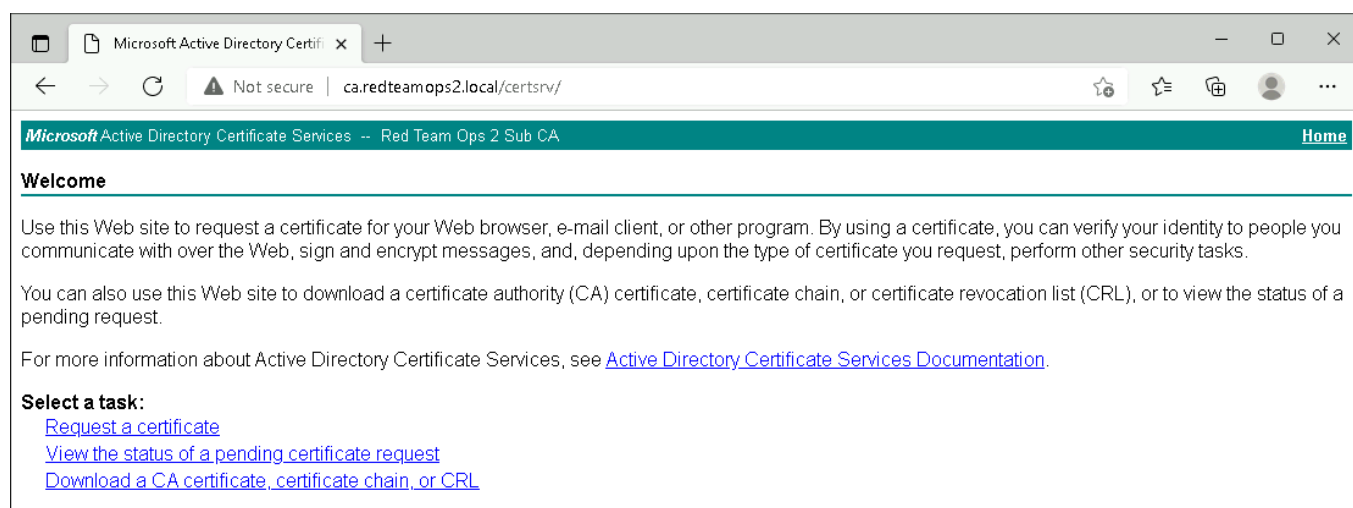 Microsoft Active Directory Certifi
Not secure | ca.redteamops2.local/certsrv/
Microsoft Active Directory Certificate Services -- Red Team Ops 2 Sub CA Home
Welcome
Use this Web site to request a certificate for your Web browser, e-mail client, or other program. By using a certificate, you can verify your identity to people you
communicate with over the Web, sign and encrypt messages, and, depending upon the type of certificate you request, perform other security tasks.
You can also use this Web site to download a certificate authority (CA) certificate, certificate chain, or certificate revocation list (CRL), or to view the status of a
pending request.
For more information about Active Directory Certificate Services, see Active Directory Certificate Services Documentation.
Select a task:
Request a certificate
View the status of a pending certificate request
Download a CA certificate, certificate chain, or CRL